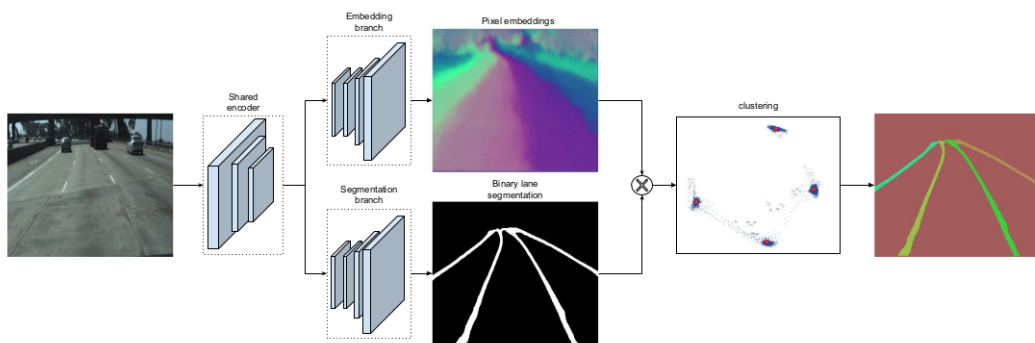 Embedding
branch
Pixel embeddings
Shared
encoder
clustering
Segmentation
branch
Binary lane
segmentation